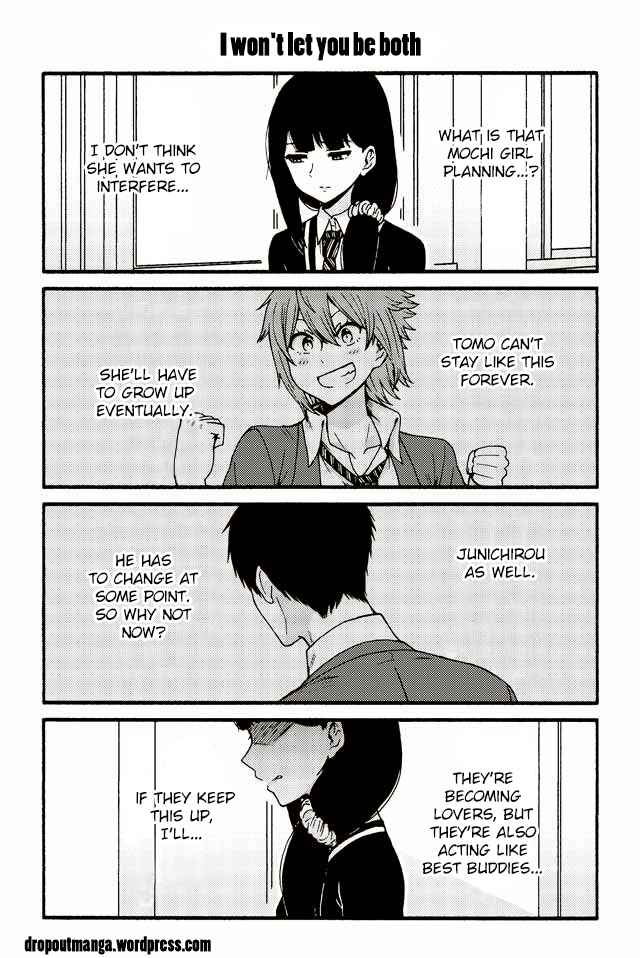 I won't let you be both
WHAT IS THAT
MOCHI GIRL
PLANNING...?
I DON'T THINK
SHE WANTS TO
INTERFERE...
TOMO CAN'T
STAY LIKE THIS
FOREVER.
SHE'LL HAVE
TO GROW UP
EVENTUALLY.
JUNICHIROU
AS WELL.
HE HAS
TO CHANGE AT
SOME POINT.
SO WHY NOT
NOW?
THEY'RE
BECOMING
LOVERS, BUT
THEY'RE ALSO
ACTING LIKE
BEST BUDDIES...
IF THEY KEEP
THIS UP,
I'LL...
dropoutmanga.wordpress.com